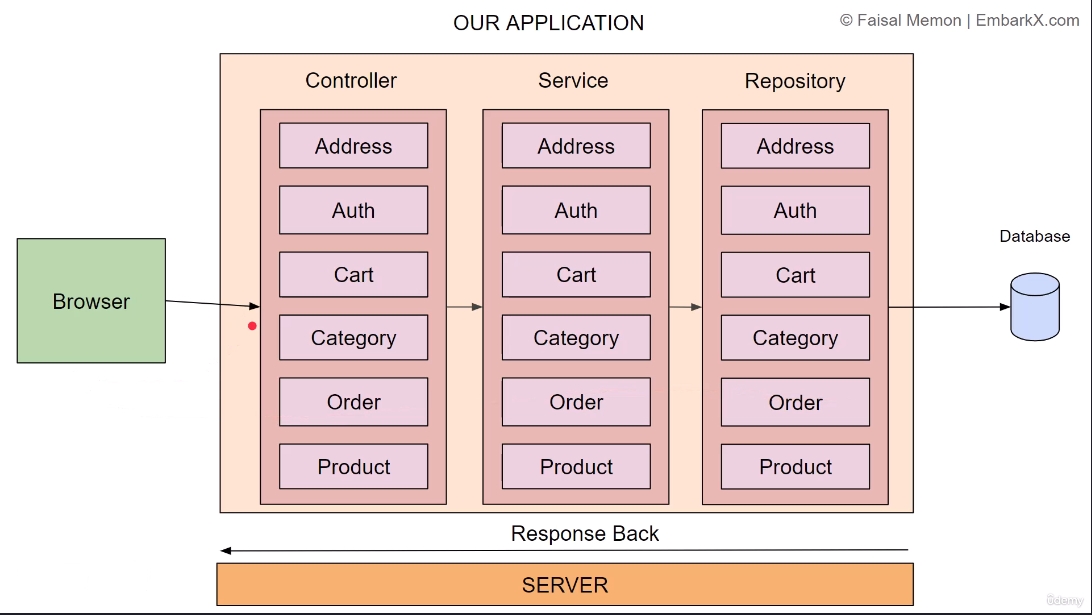 OUR APPLICATION
© Faisal Memon | EmbarkX.com
Controller
Service
Repository
Address
Address
Address
Auth
Auth
Auth
Database
Cart
Cart
Cart
Browser
Category
Category
Category
Order
Order
Order
Product
Product
Product
Response Back
SERVER
ûdemy